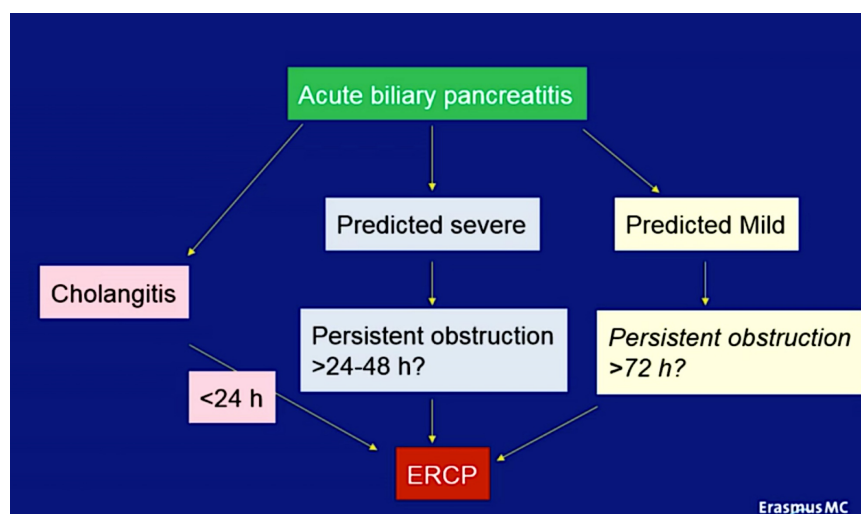 Acute biliary pancreatitis
Predicted severe
Predicted Mild
Cholangitis
Persistent obstruction
>24-48 h?
Persistent obstruction
>72 h?
<24 h
ERCP
Erasmus MC